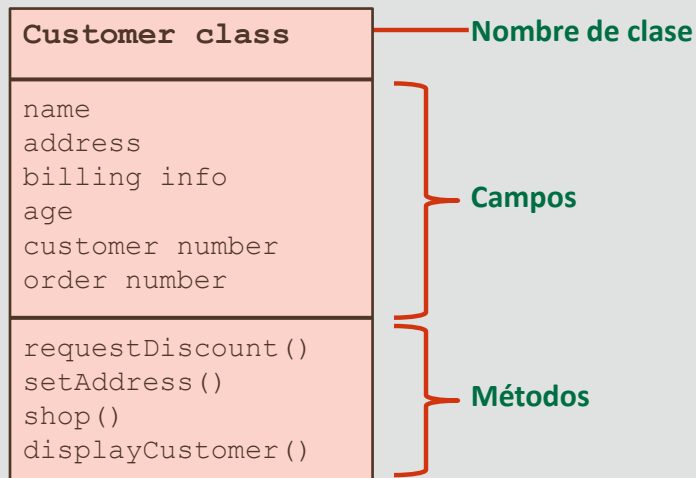 Customer class
Nombre de clase
name
address
billing info
age
customer number
order number
Campos
requestDiscount()
setAddress()
shop()
displayCustomer()
Métodos